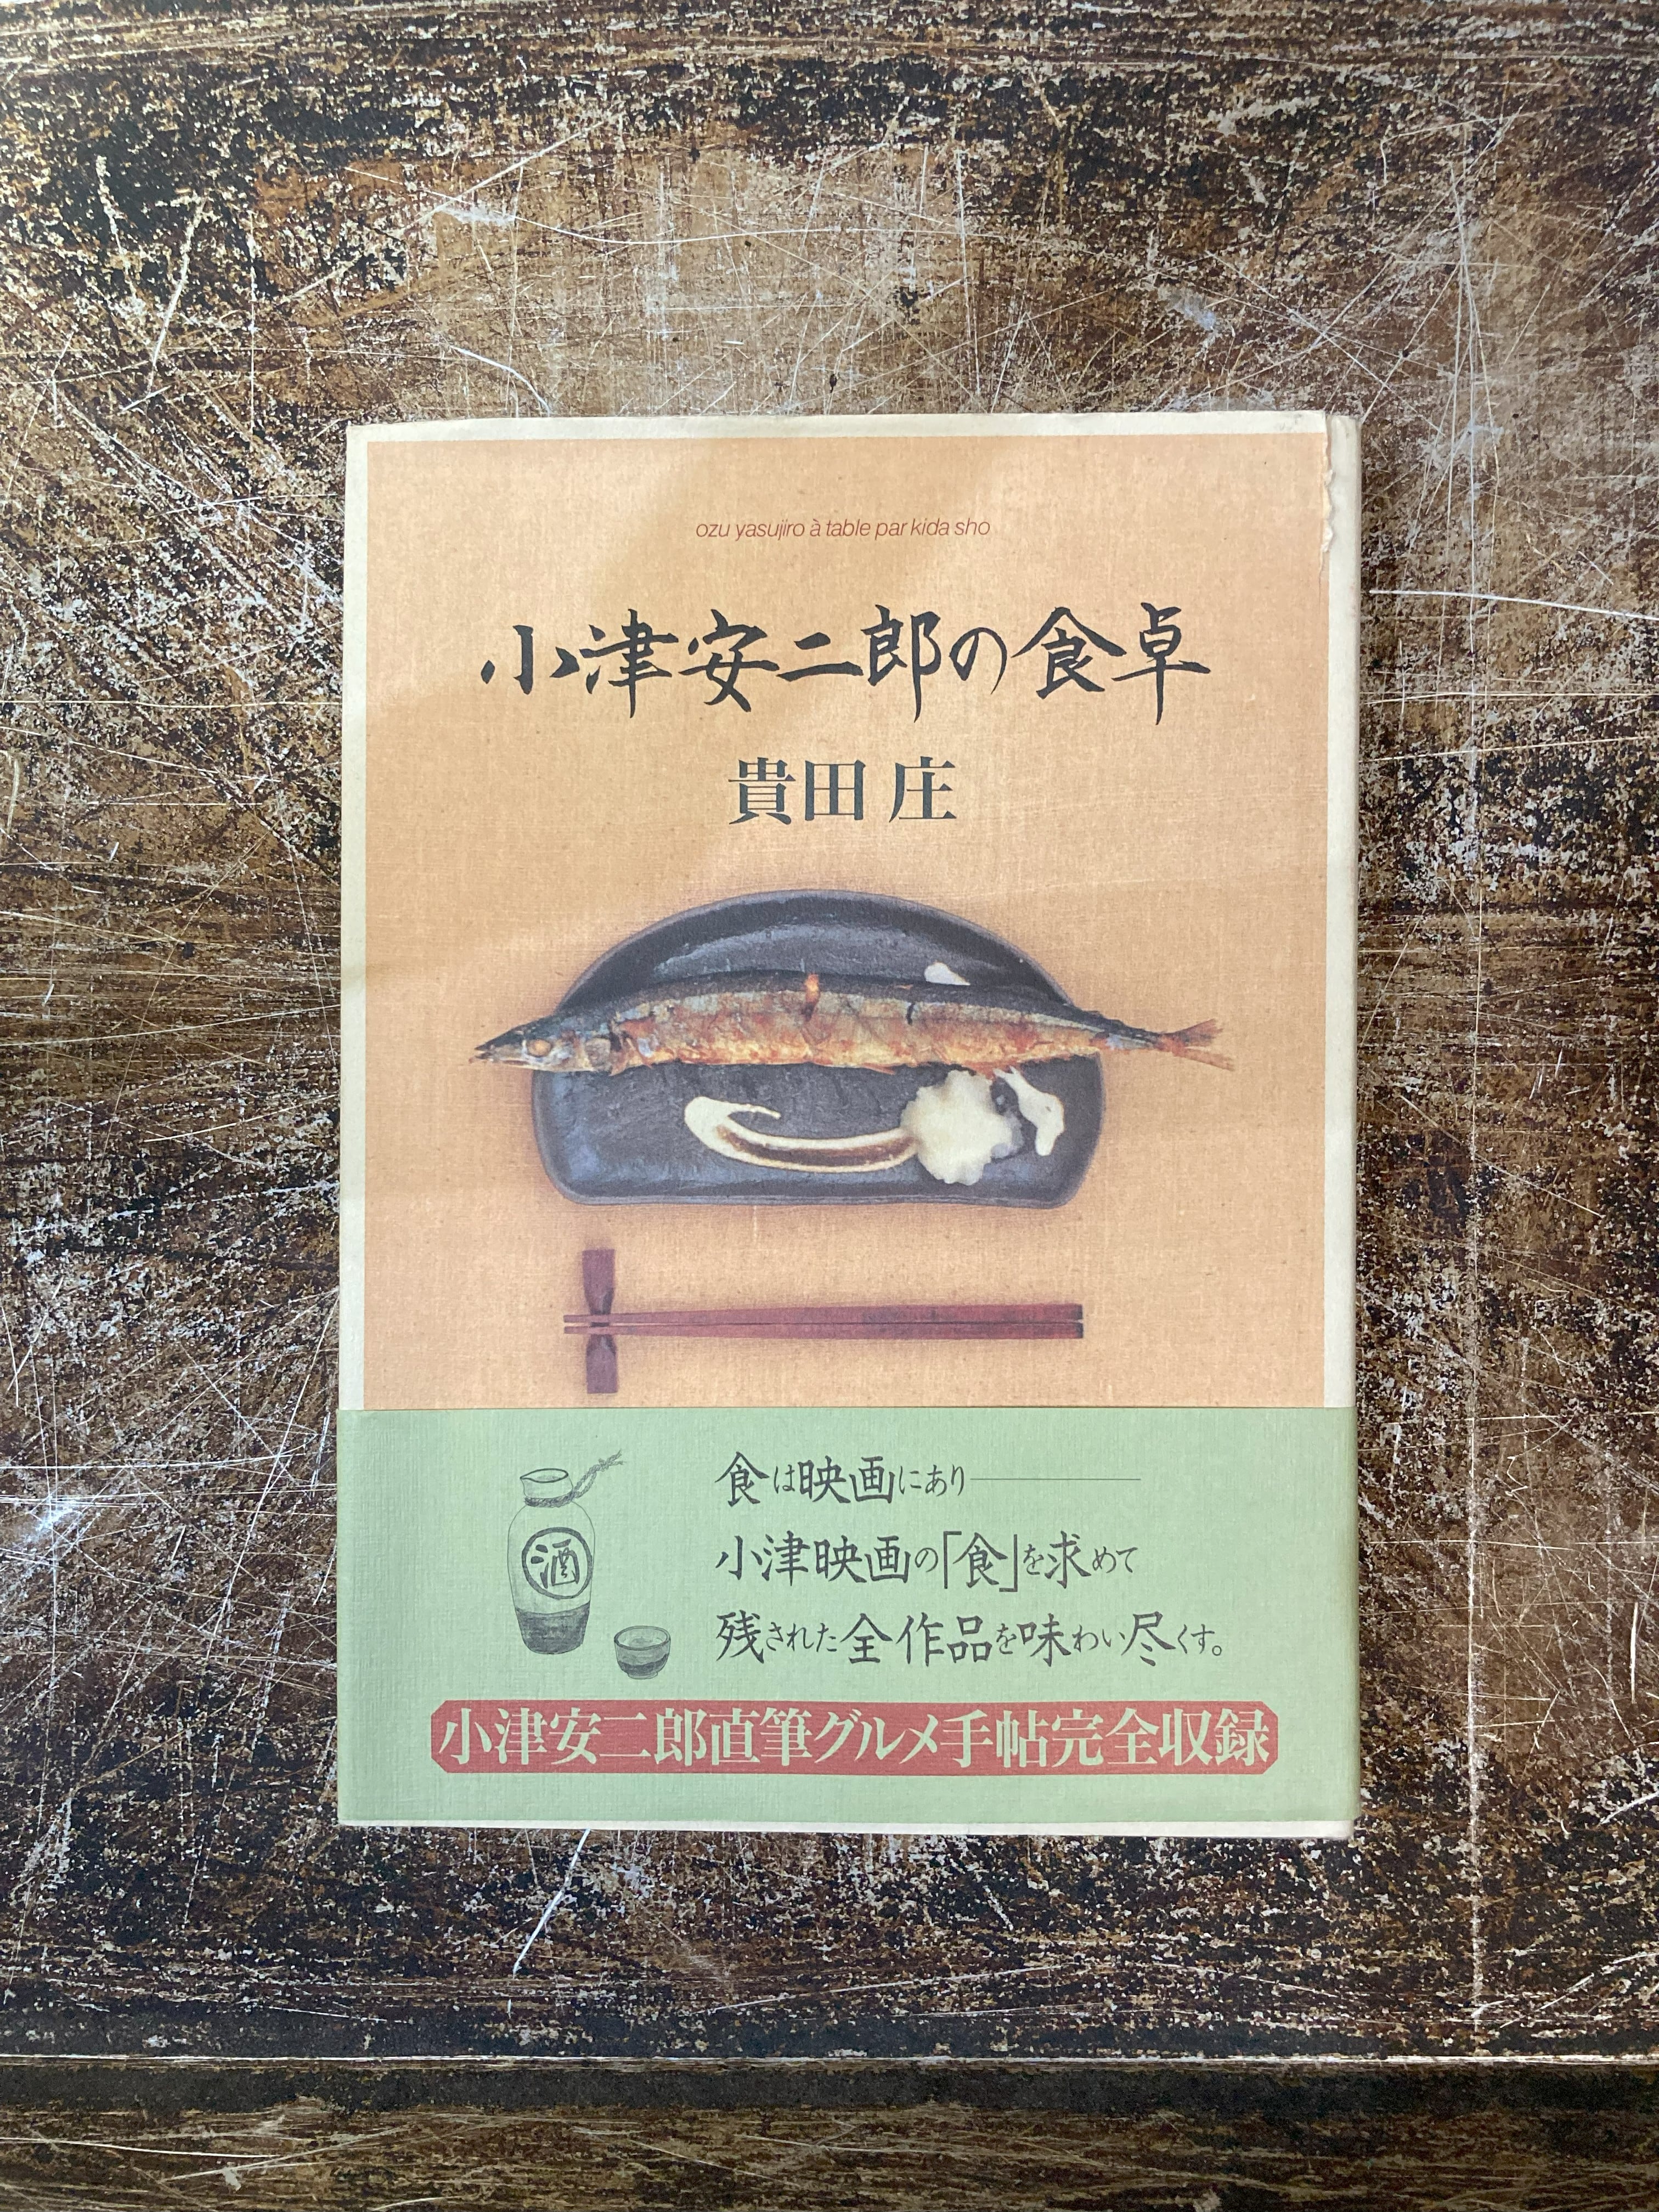 ozu yasujiro à table par kida sho
小津安二郎の食卓
貴田 庄
酒
食は映画にあり――――
小津映画の「食」を求めて
残された全作品を味わい尽くす。
小津安二郎直筆グルメ手帖完全収録